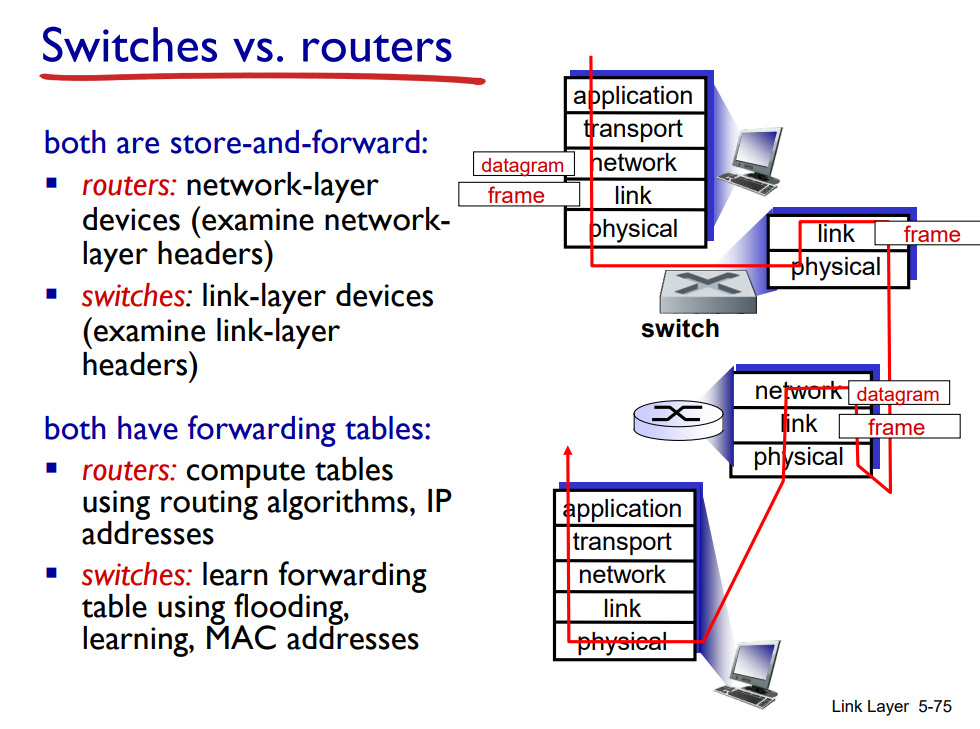 Switches vs. routers
both are store-and-forward:
routers: network-layer
devices (examine network-
layer headers)
switches: link-layer devices
(examine link-layer
headers)
both have forwarding tables:
routers: compute tables
using routing algorithms, IP
addresses
switches: learn forwarding
table using flooding,
learning, MAC addresses
application
transport
datagram
network
frame
link
physical
link
frame
physical
switch
network
datagram
link
frame
physical
application
transport
network
link
physical
Link Layer 5-75